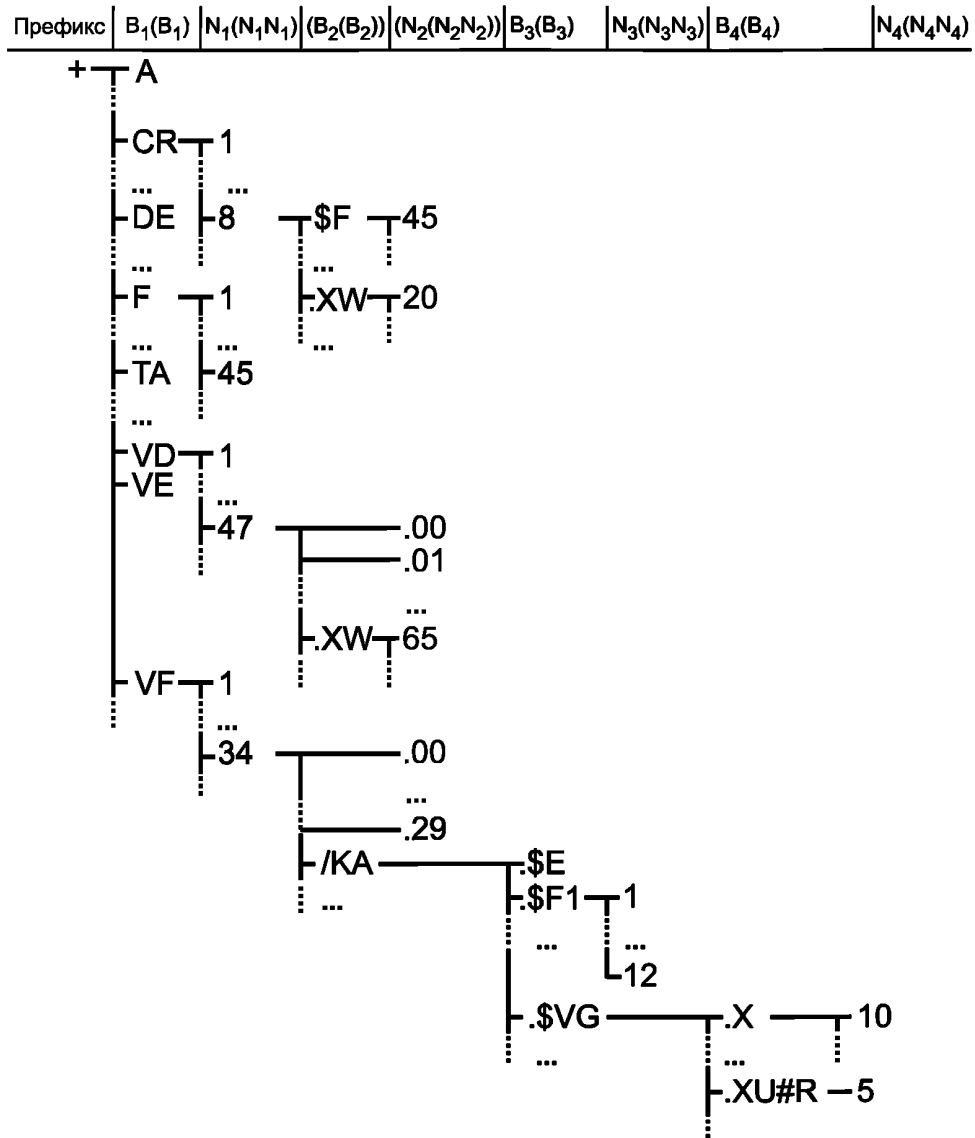 Префикс B₁(B₁) N₁(N₁N₁) (B₂(B₂)) (N₂(N₂N₂)) B₃(B₃) N₃(N₃N₃) B₄(B₄) N₄(N₄N₄)
+ A
CR 1
... ...
DE 8 $F 45
... ...
F 1 .XW 20
... ... ...
TA 45
...
VD 1
VE ...
47 .00
.01
...
.XW 65
VF 1
...
34 .00
...
.29
/KA .$E
... .$F1 1
... ...
12
.$VG .X 10
... ...
.XU#R 5